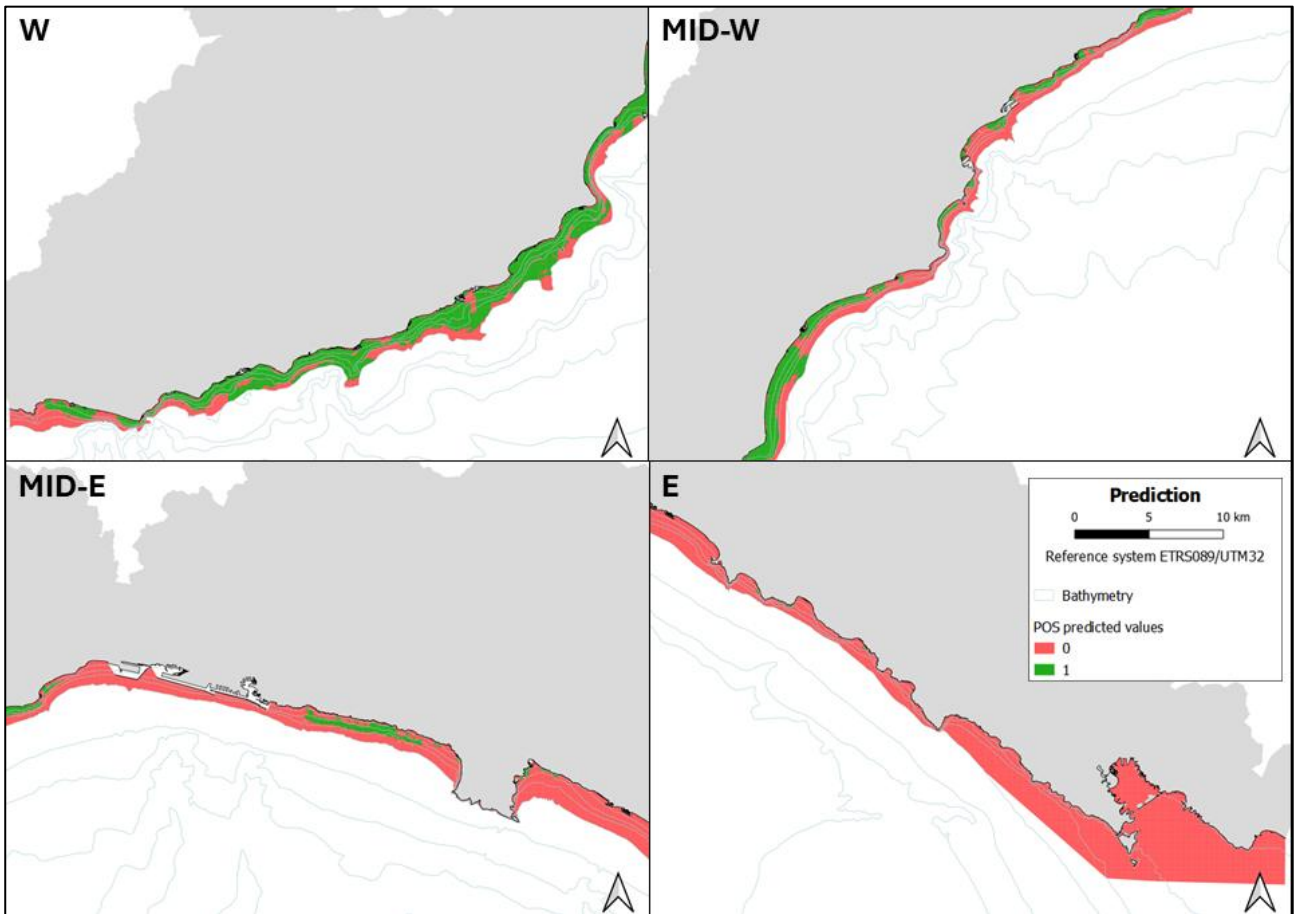 W
MID-W
MID-E
E
Prediction
0 5 10 km
Reference system ETRS089/UTM32
Bathymetry
POS predicted values
0
1